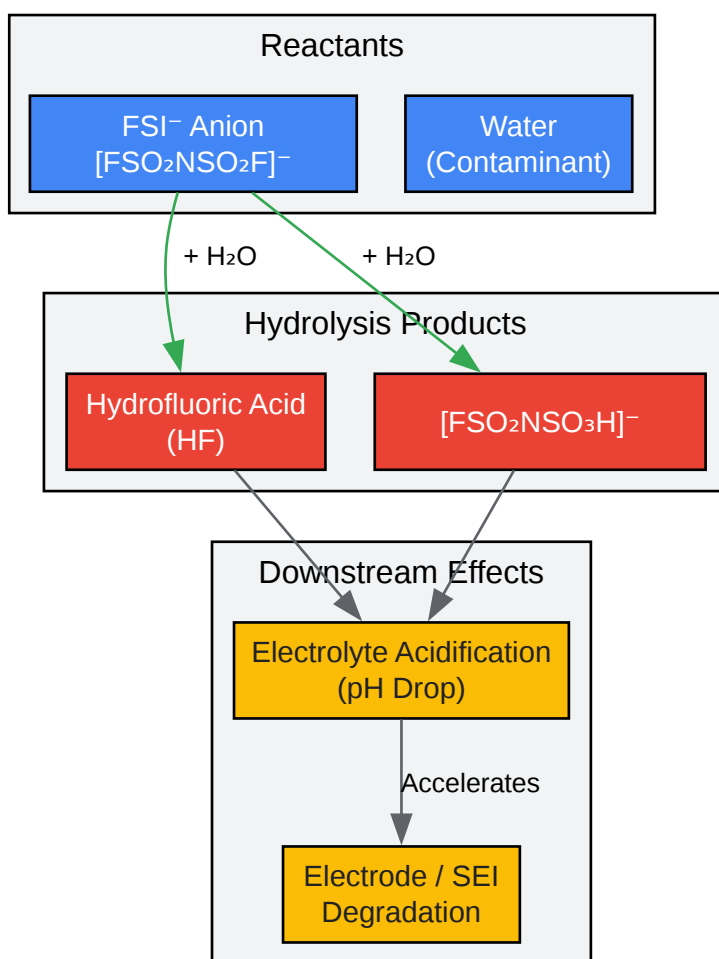 Reactants
FSI⁻ Anion
[FSO₂NSO₂F]⁻
Water
(Contaminant)
+ H₂O
+ H₂O
Hydrolysis Products
Hydrofluoric Acid
(HF)
[FSO₂NSO₃H]⁻
Downstream Effects
Electrolyte Acidification
(pH Drop)
Accelerates
Electrode / SEI
Degradation